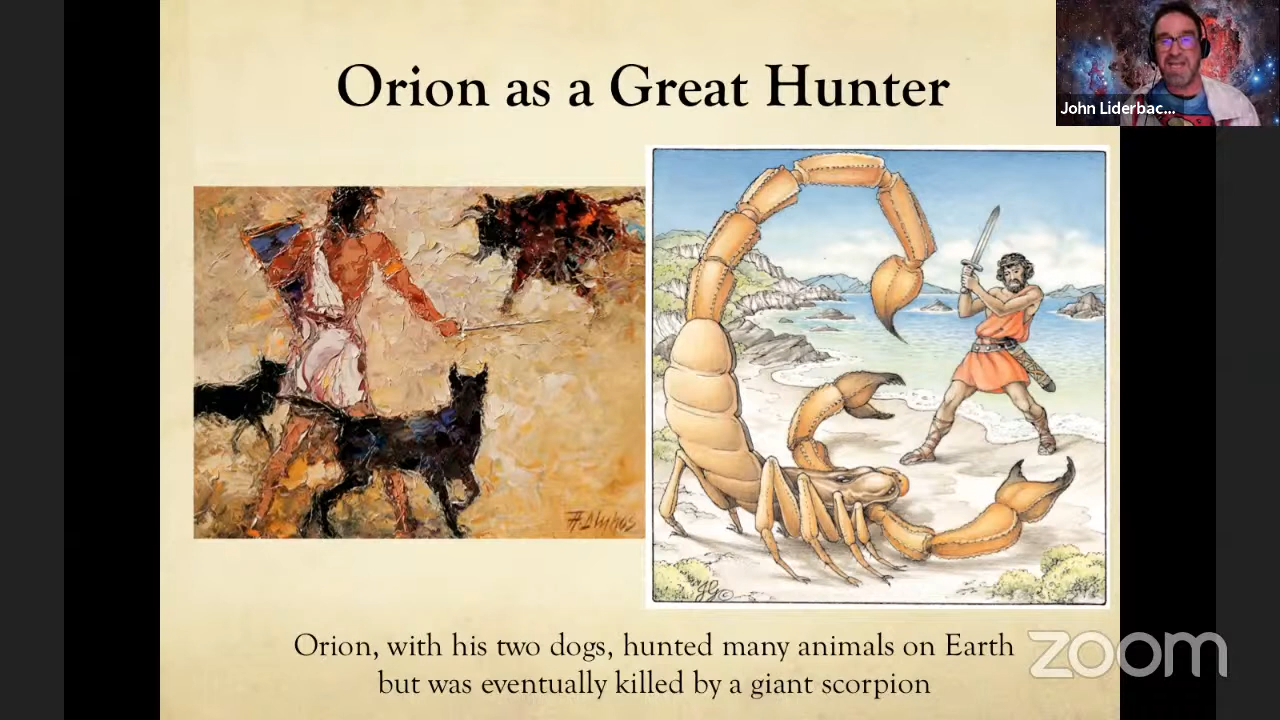 Orion as a Great Hunter
John Liderbac...
Orion, with his two dogs, hunted many animals on Earth
but was eventually killed by a giant scorpion
zoom